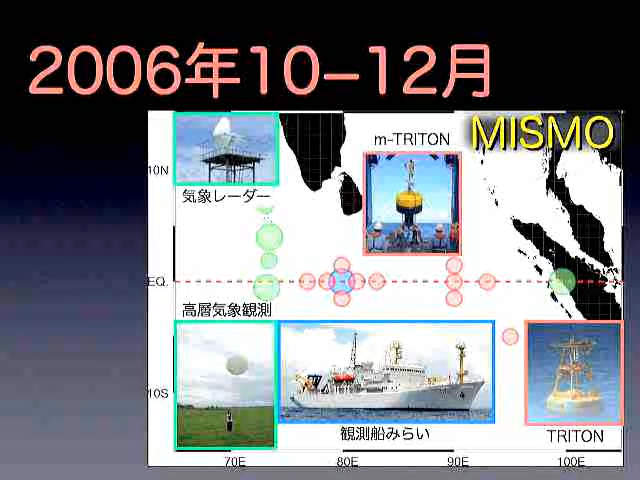 2006年10−12月
MISMO
m-TRITON
10N
気象レーダー
EQ.
高層気象観測
10S
観測船みらい
TRITON
70E 80E 90E 100E